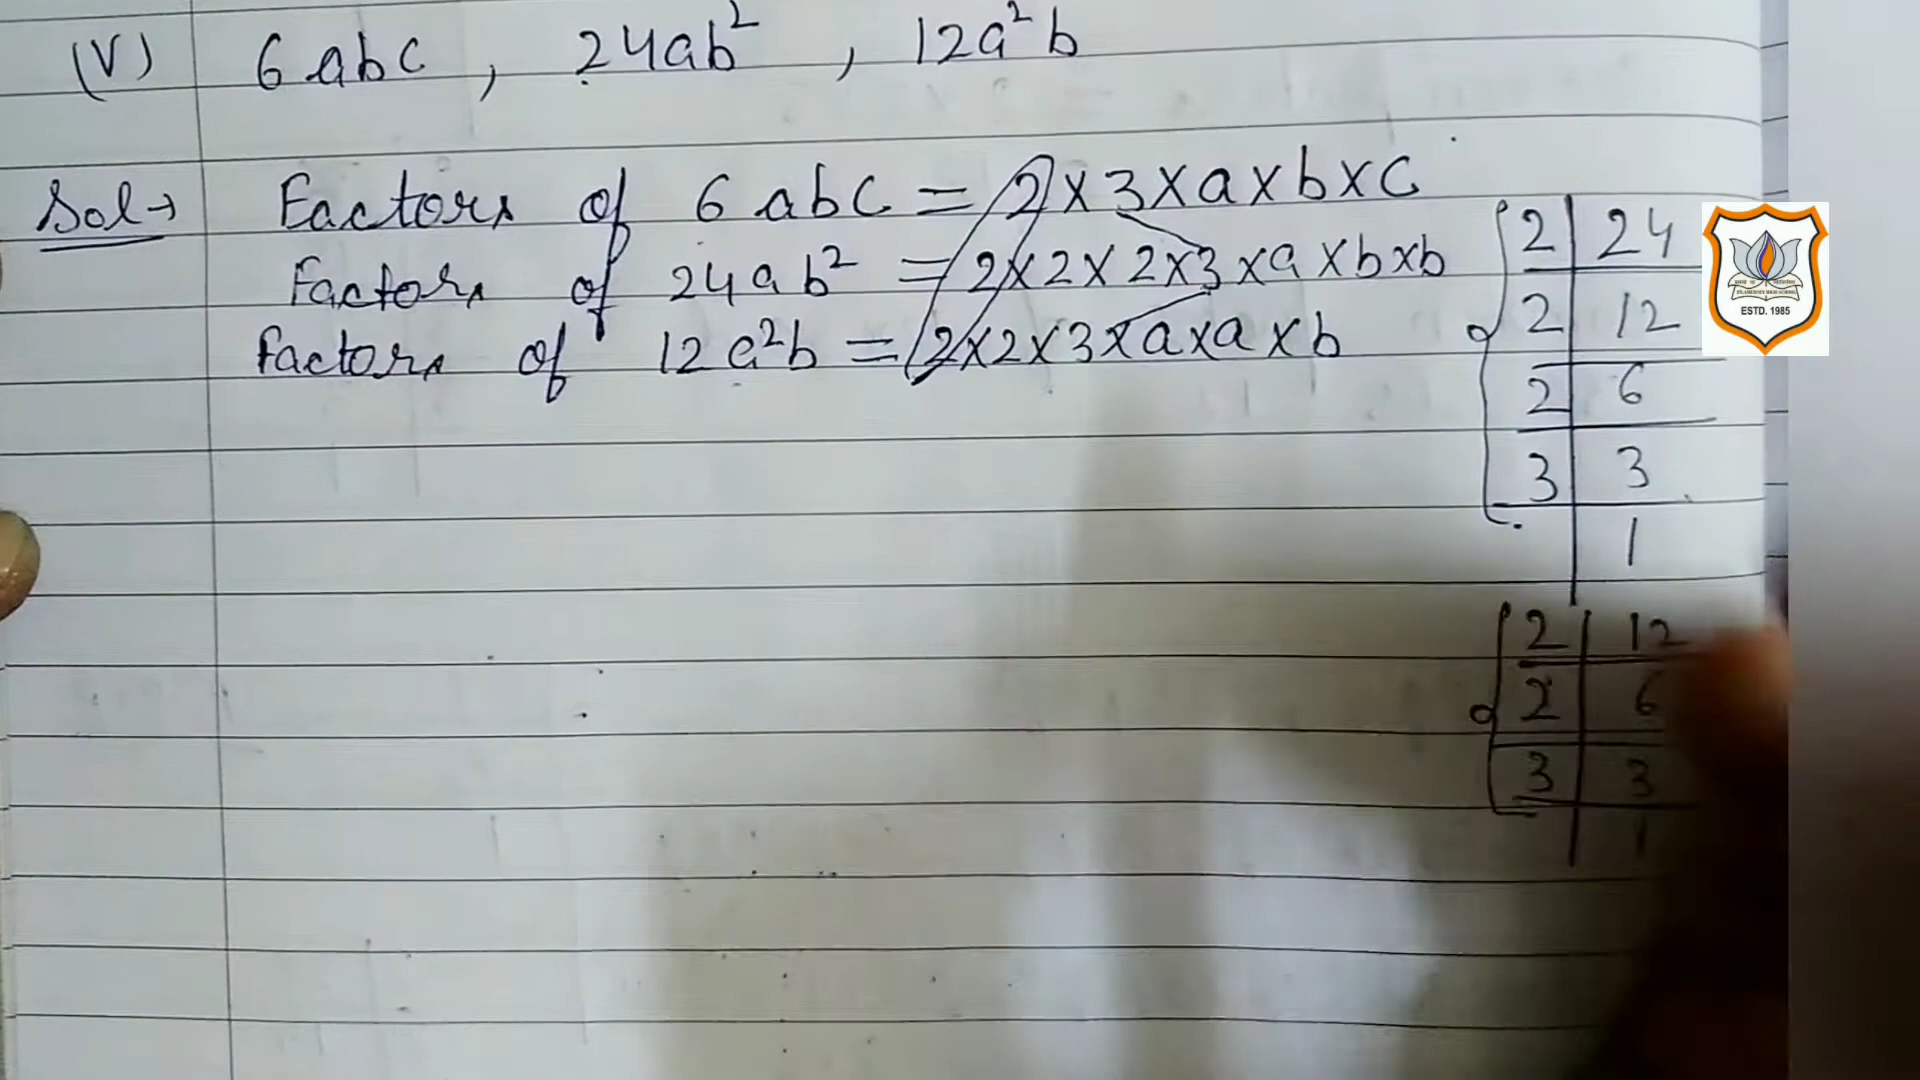 (V) 6abc, 24ab², 12a²b
Sol→ Factors of 6abc = 2×3×a×b×c
Factors of 24ab² = 2×2×2×3×a×b×b
Factors of 12a²b = 2×2×3×a×a×b
2 | 24
2 | 12
2 | 6
3 | 3
1
2 | 12
2 | 6
3 | 3
1
ESTD. 1985